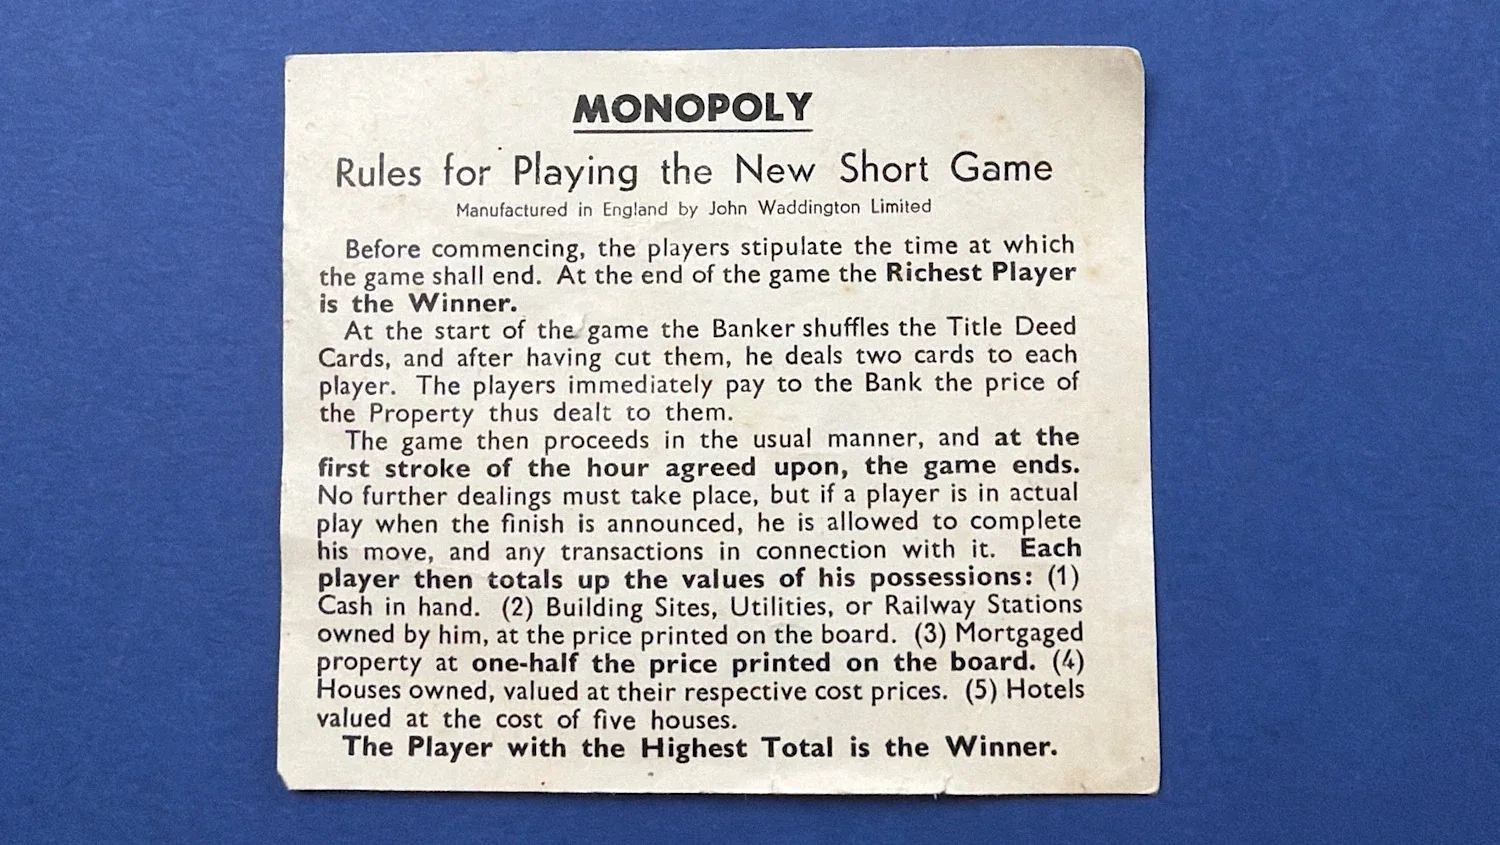 MONOPOLY
Rules for Playing the New Short Game
Manufactured in England by John Waddington Limited
Before commencing, the players stipulate the time at which
the game shall end. At the end of the game the Richest Player
is the Winner.
At the start of the game the Banker shuffles the Title Deed
Cards, and after having cut them, he deals two cards to each
player. The players immediately pay to the Bank the price of
the Property thus dealt to them.
The game then proceeds in the usual manner, and at the
first stroke of the hour agreed upon, the game ends.
No further dealings must take place, but if a player is in actual
play when the finish is announced, he is allowed to complete
his move, and any transactions in connection with it. Each
player then totals up the values of his possessions: (1)
Cash in hand. (2) Building Sites, Utilities, or Railway Stations
owned by him, at the price printed on the board. (3) Mortgaged
property at one-half the price printed on the board. (4)
Houses owned, valued at their respective cost prices. (5) Hotels
valued at the cost of five houses.
The Player with the Highest Total is the Winner.